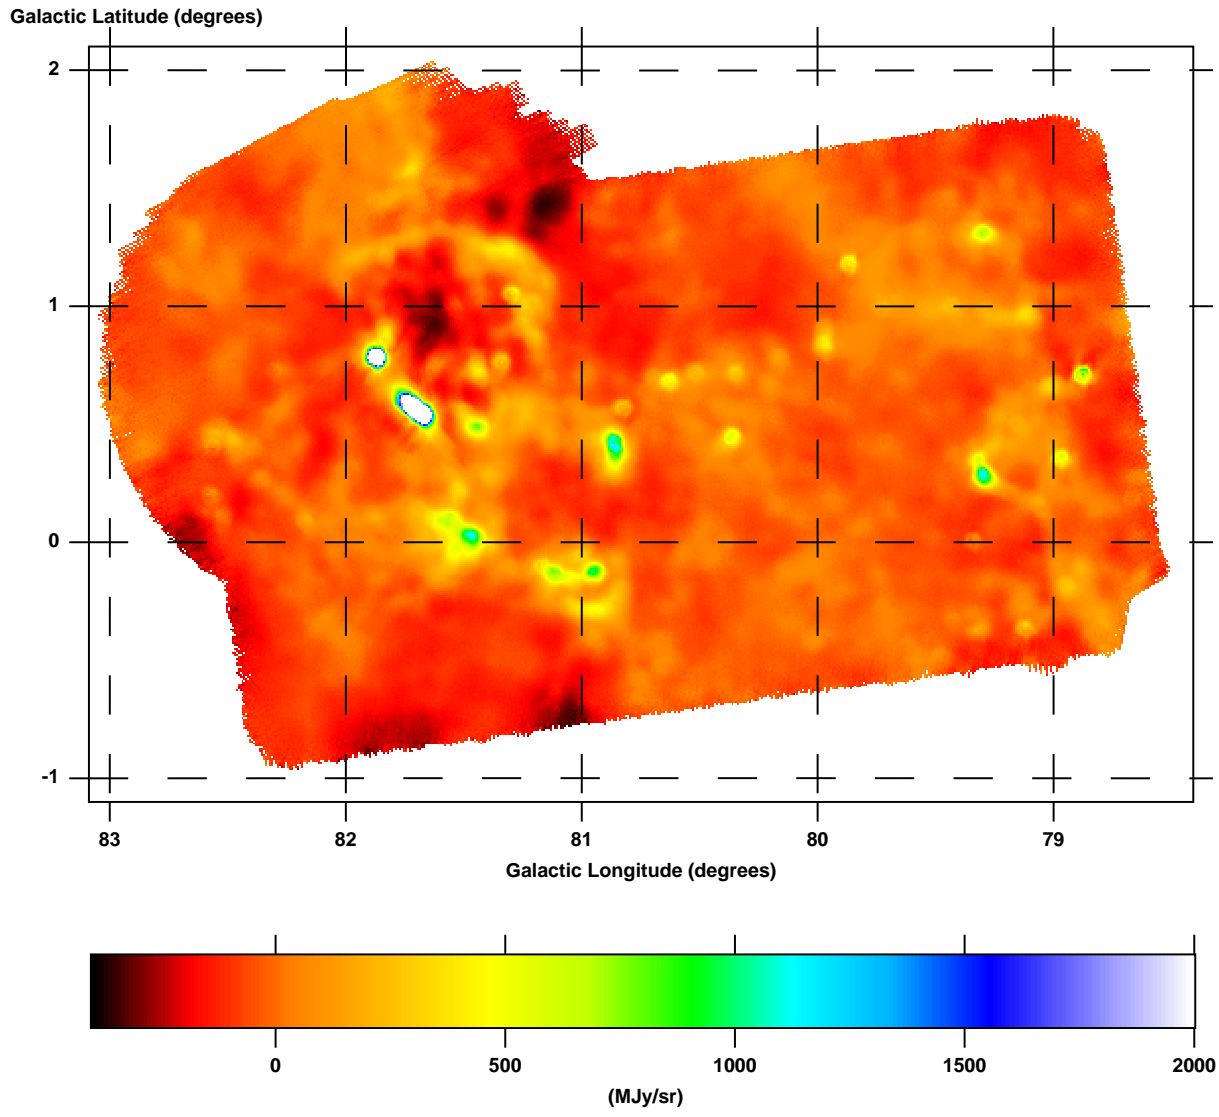 Galactic Latitude (degrees)
2
1
0
-1
83 82 81 80 79
Galactic Longitude (degrees)
0 500 1000 1500 2000
(MJy/sr)